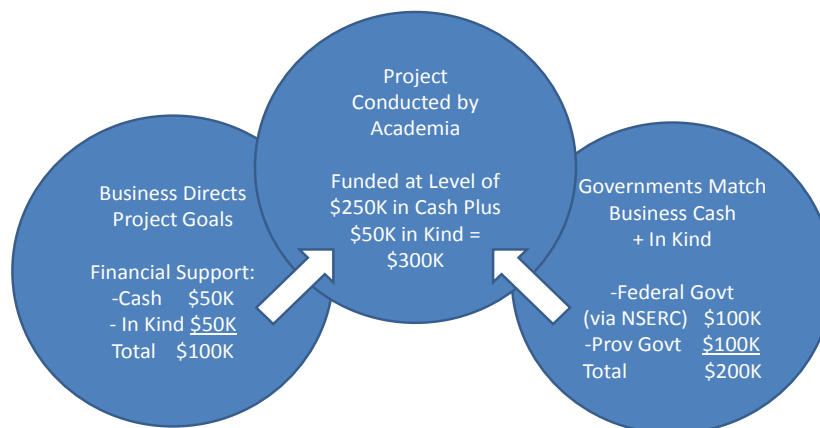 Business Directs
Project Goals
Financial Support:
-Cash $50K
- In Kind $50K
Total $100K
Project
Conducted by
Academia
Funded at Level of
$250K in Cash Plus
$50K in Kind =
$300K
Governments Match
Business Cash
+ In Kind
-Federal Govt
(via NSERC) $100K
-Prov Govt $100K
Total $200K